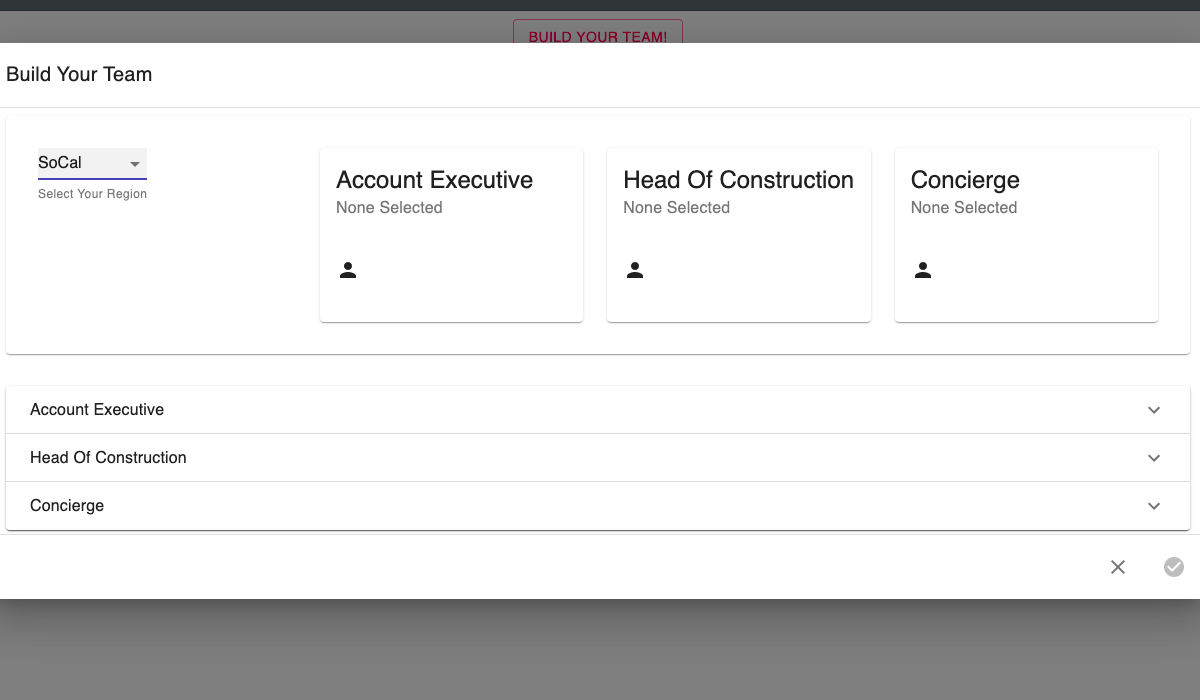 BUILD YOUR TEAM!
Build Your Team
SoCal
Select Your Region
Account Executive
None Selected
Head Of Construction
None Selected
Concierge
None Selected
Account Executive
Head Of Construction
Concierge